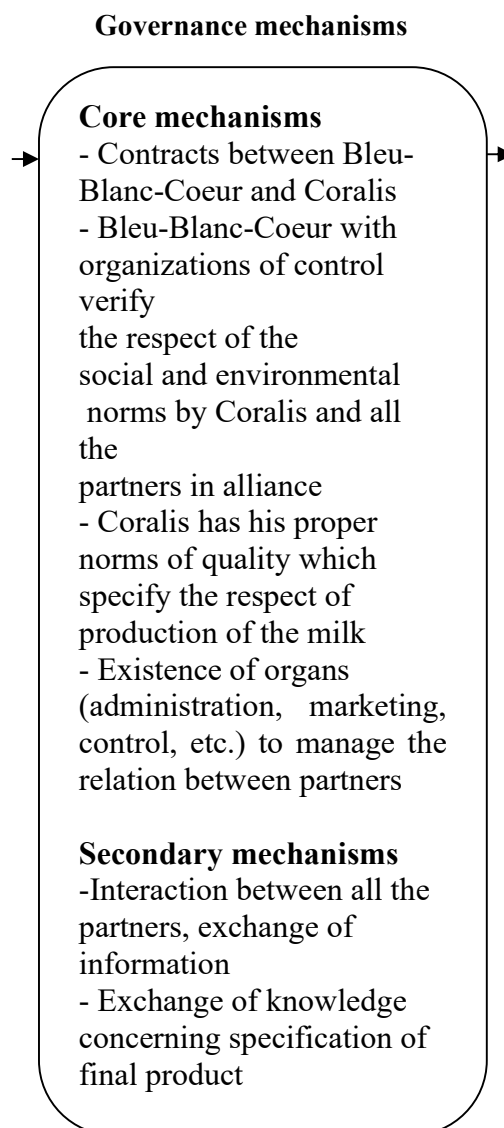 Governance mechanisms
Core mechanisms
- Contracts between Bleu-
Blanc-Coeur and Coralis
- Bleu-Blanc-Coeur with
organizations of control
verify
the respect of the
social and environmental
norms by Coralis and all
the
partners in alliance
- Coralis has his proper
norms of quality which
specify the respect of
production of the milk
- Existence of organs
(administration, marketing,
control, etc.) to manage the
relation between partners
Secondary mechanisms
-Interaction between all the
partners, exchange of
information
- Exchange of knowledge
concerning specification of
final product